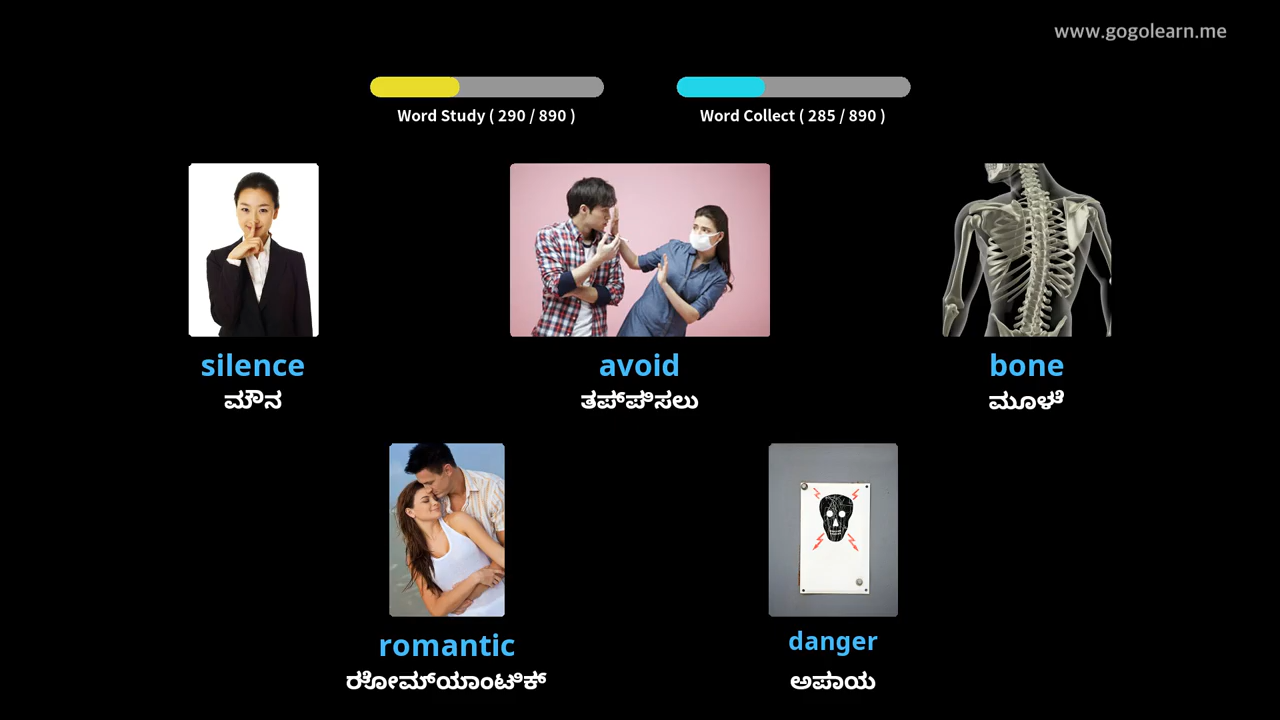 www.gogolearn.me
Word Study ( 290 / 890 )
Word Collect ( 285 / 890 )
silence
ಮೌನ
avoid
ತಪ್ಪಿಸಲು
bone
ಮೂಳೆ
romantic
ರೋಮ್ಯಾಂಟಿಕ್
danger
ಅಪಾಯ